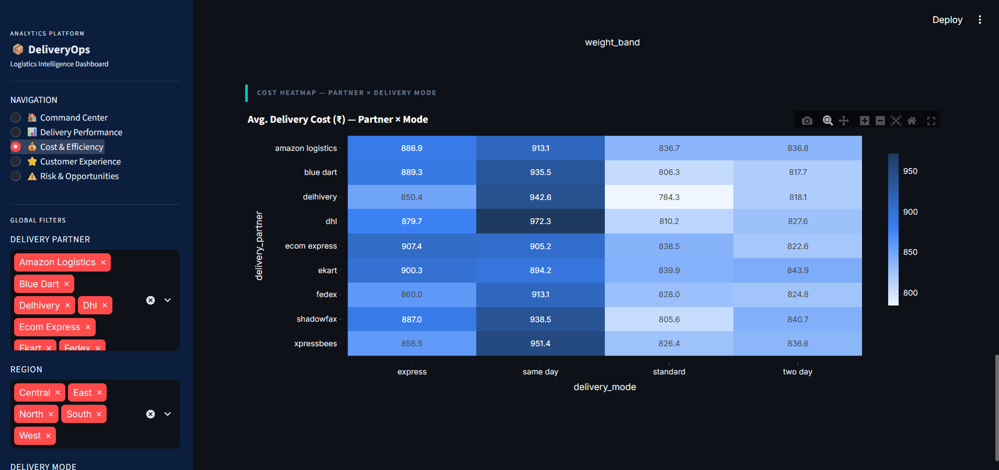 ANALYTICS PLATFORM
📦 DeliveryOps
Logistics Intelligence Dashboard
NAVIGATION
🏠 Command Center
📊 Delivery Performance
💰 Cost & Efficiency
⭐ Customer Experience
⚠️ Risk & Opportunities
GLOBAL FILTERS
DELIVERY PARTNER
Amazon Logistics ×
Blue Dart ×
Delhivery × Dhl ×
Ecom Express ×
Ekart × Fedex ×
REGION
Central × East ×
North × South ×
West ×
DELIVERY MODE
Deploy
weight_band
COST HEATMAP — PARTNER × DELIVERY MODE
Avg. Delivery Cost (₹) — Partner × Mode
delivery_partner
amazon logistics 886.9 913.1 836.7 836.8
blue dart 889.3 935.5 806.3 817.7
delhivery 850.4 942.6 784.3 818.1
dhl 879.7 972.3 810.2 827.6
ecom express 907.4 905.2 838.5 822.6
ekart 900.3 894.2 839.9 843.9
fedex 860.0 913.1 828.0 824.8
shadowfax 887.0 938.5 805.6 840.7
xpressbees 858.5 951.4 826.4 836.6
express same day standard two day
delivery_mode
950
900
850
800